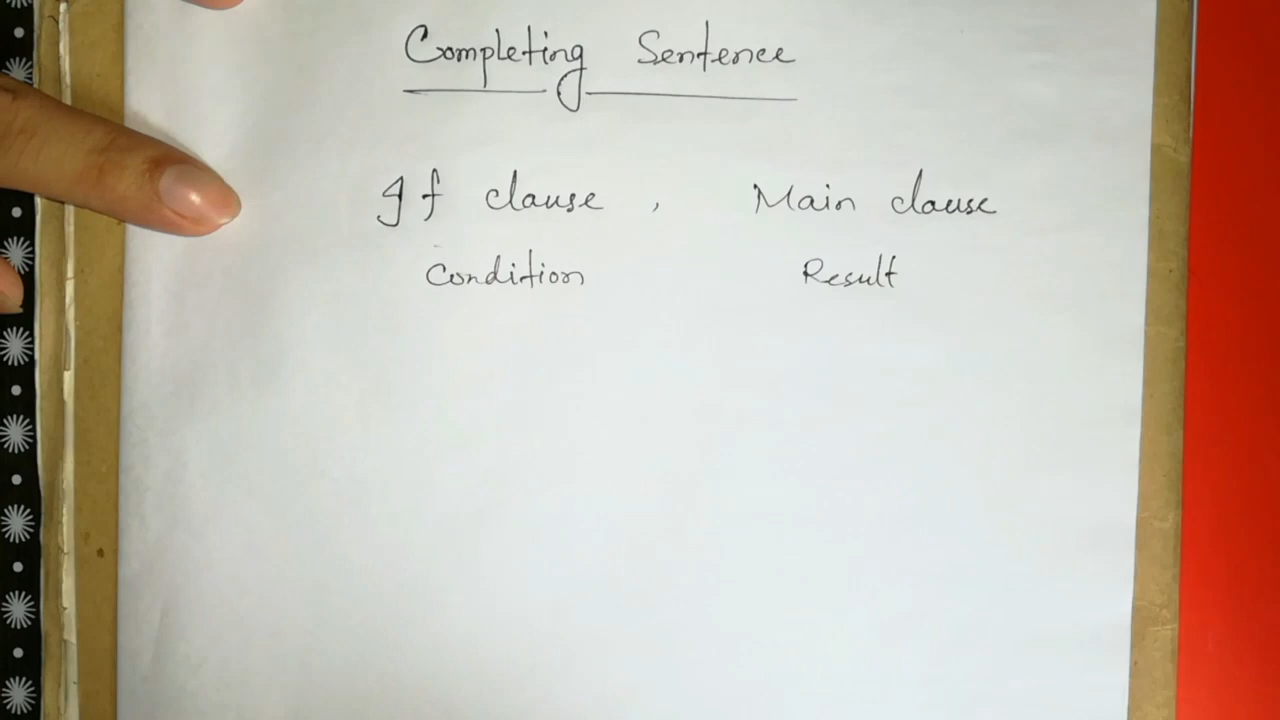 Completing Sentence
If clause , Main clause
Condition Result